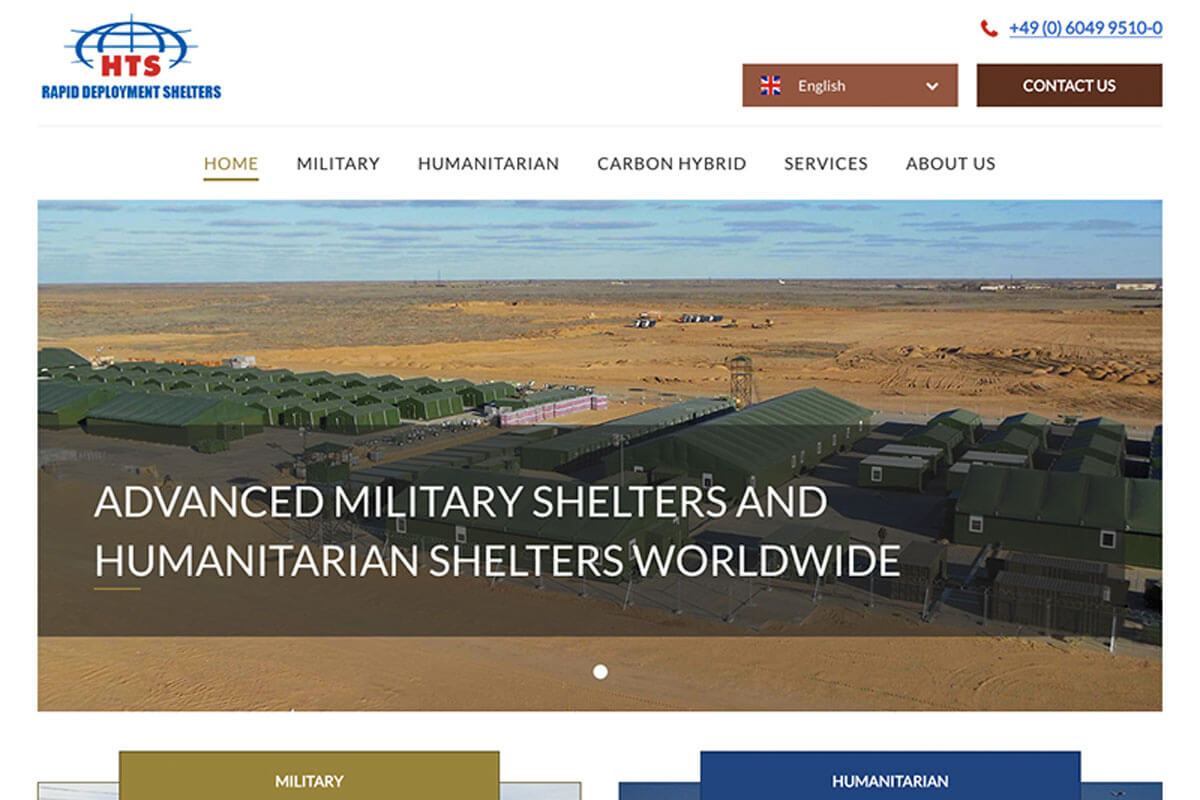 HTS
RAPID DEPLOYMENT SHELTERS
+49 (0) 6049 9510-0
English
CONTACT US
HOME
MILITARY
HUMANITARIAN
CARBON HYBRID
SERVICES
ABOUT US
ADVANCED MILITARY SHELTERS AND
HUMANITARIAN SHELTERS WORLDWIDE
MILITARY
HUMANITARIAN